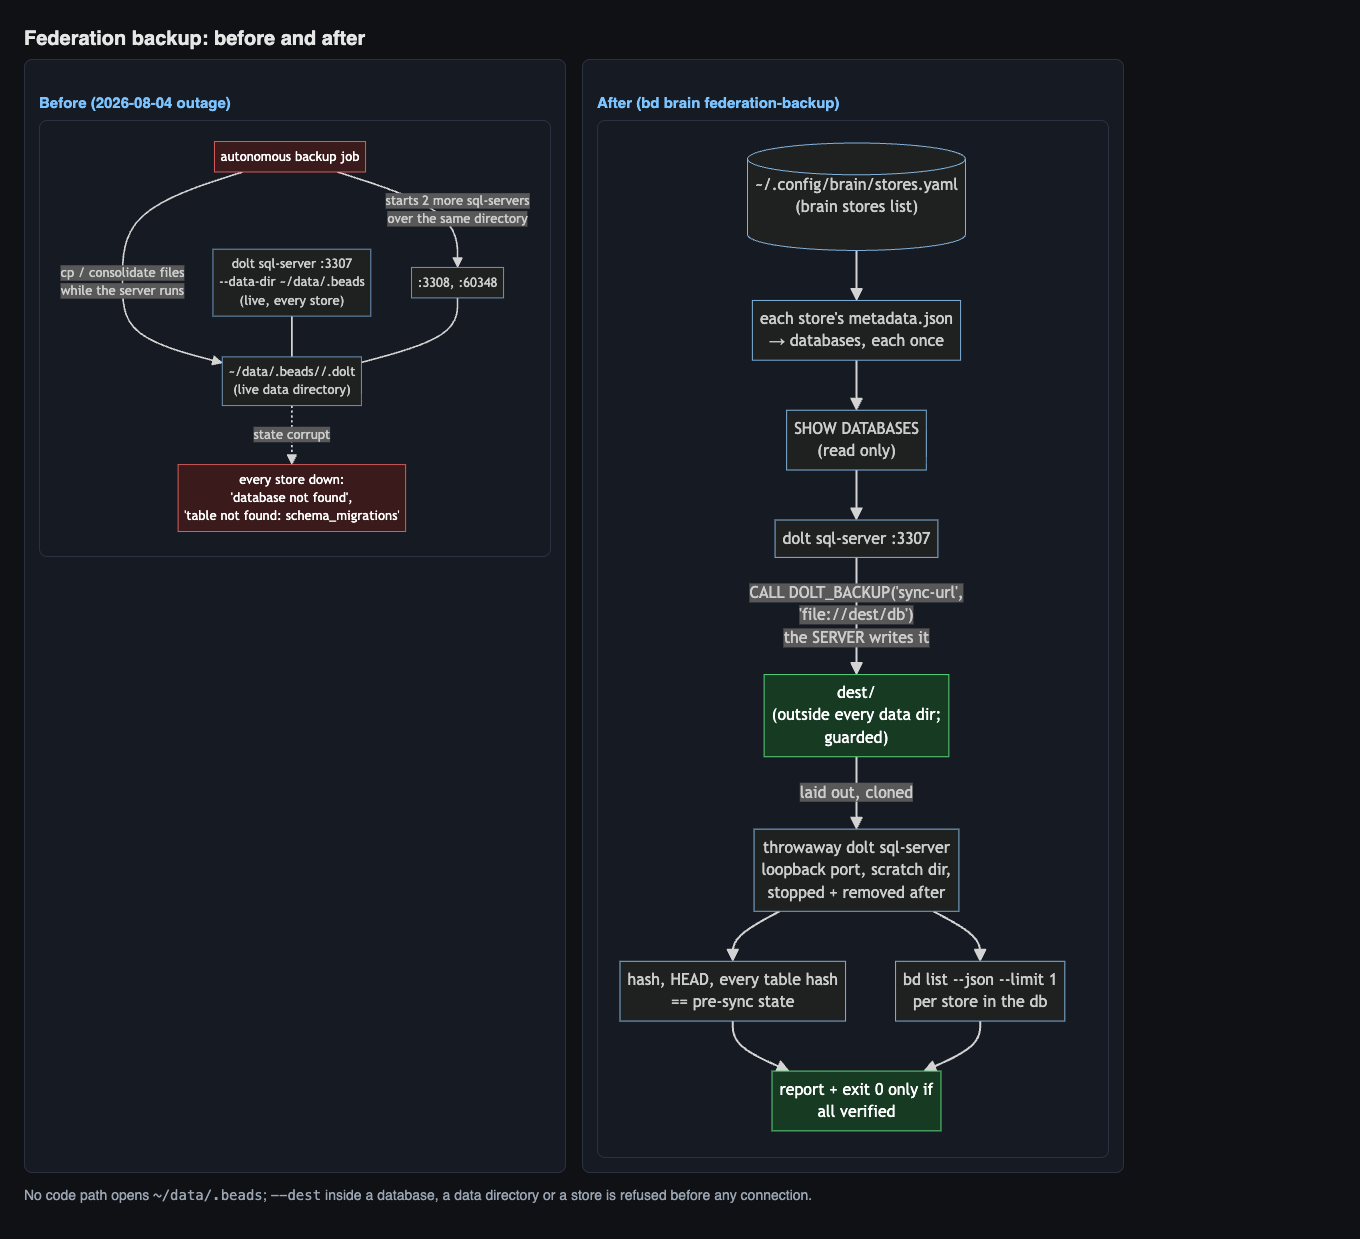 Federation backup: before and after
Before (2026-08-04 outage)
autonomous backup job
starts 2 more sql-servers
over the same directory
cp / consolidate files
while the server runs
dolt sql-server :3307
--data-dir ~/data/.beads
(live, every store)
:3308, :60348
~/data/.beads//.dolt
(live data directory)
state corrupt
every store down:
'database not found',
'table not found: schema_migrations'
After (bd brain federation-backup)
~/.config/brain/stores.yaml
(brain stores list)
each store's metadata.json
→ databases, each once
SHOW DATABASES
(read only)
dolt sql-server :3307
CALL DOLT_BACKUP('sync-url',
'file://dest/db')
the SERVER writes it
dest/
(outside every data dir;
guarded)
laid out, cloned
throwaway dolt sql-server
loopback port, scratch dir,
stopped + removed after
hash, HEAD, every table hash
== pre-sync state
bd list --json --limit 1
per store in the db
report + exit 0 only if
all verified
No code path opens ~/data/.beads; --dest inside a database, a data directory or a store is refused before any connection.